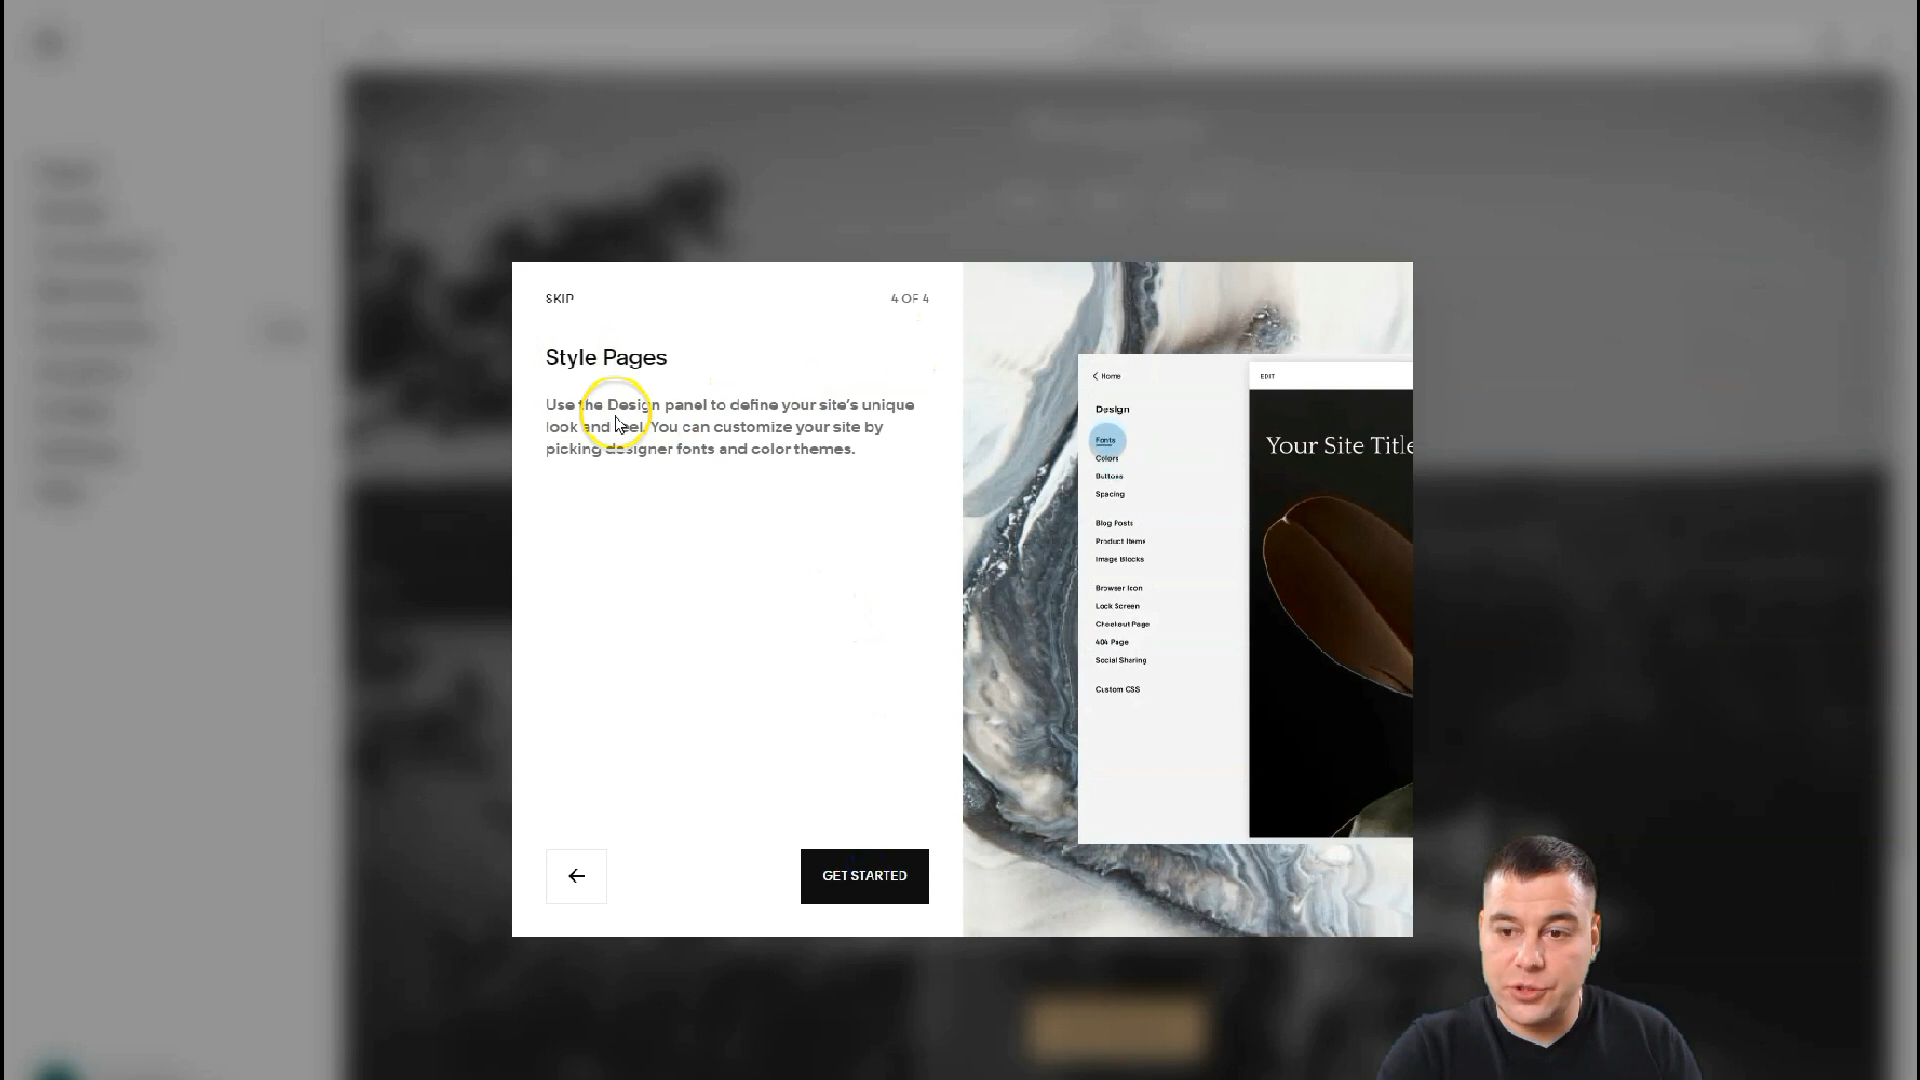 SKIP
4 OF 4
Style Pages
Use the Design panel to define your site's unique
look and feel. You can customize your site by
picking designer fonts and color themes.
GET STARTED
Home
Design
Fonts
Colors
Buttons
Spacing
Blog Posts
Product Items
Image Blocks
Browser Icon
Lock Screen
Checkout Page
404 Page
Social Sharing
Custom CSS
EDIT
Your Site Title